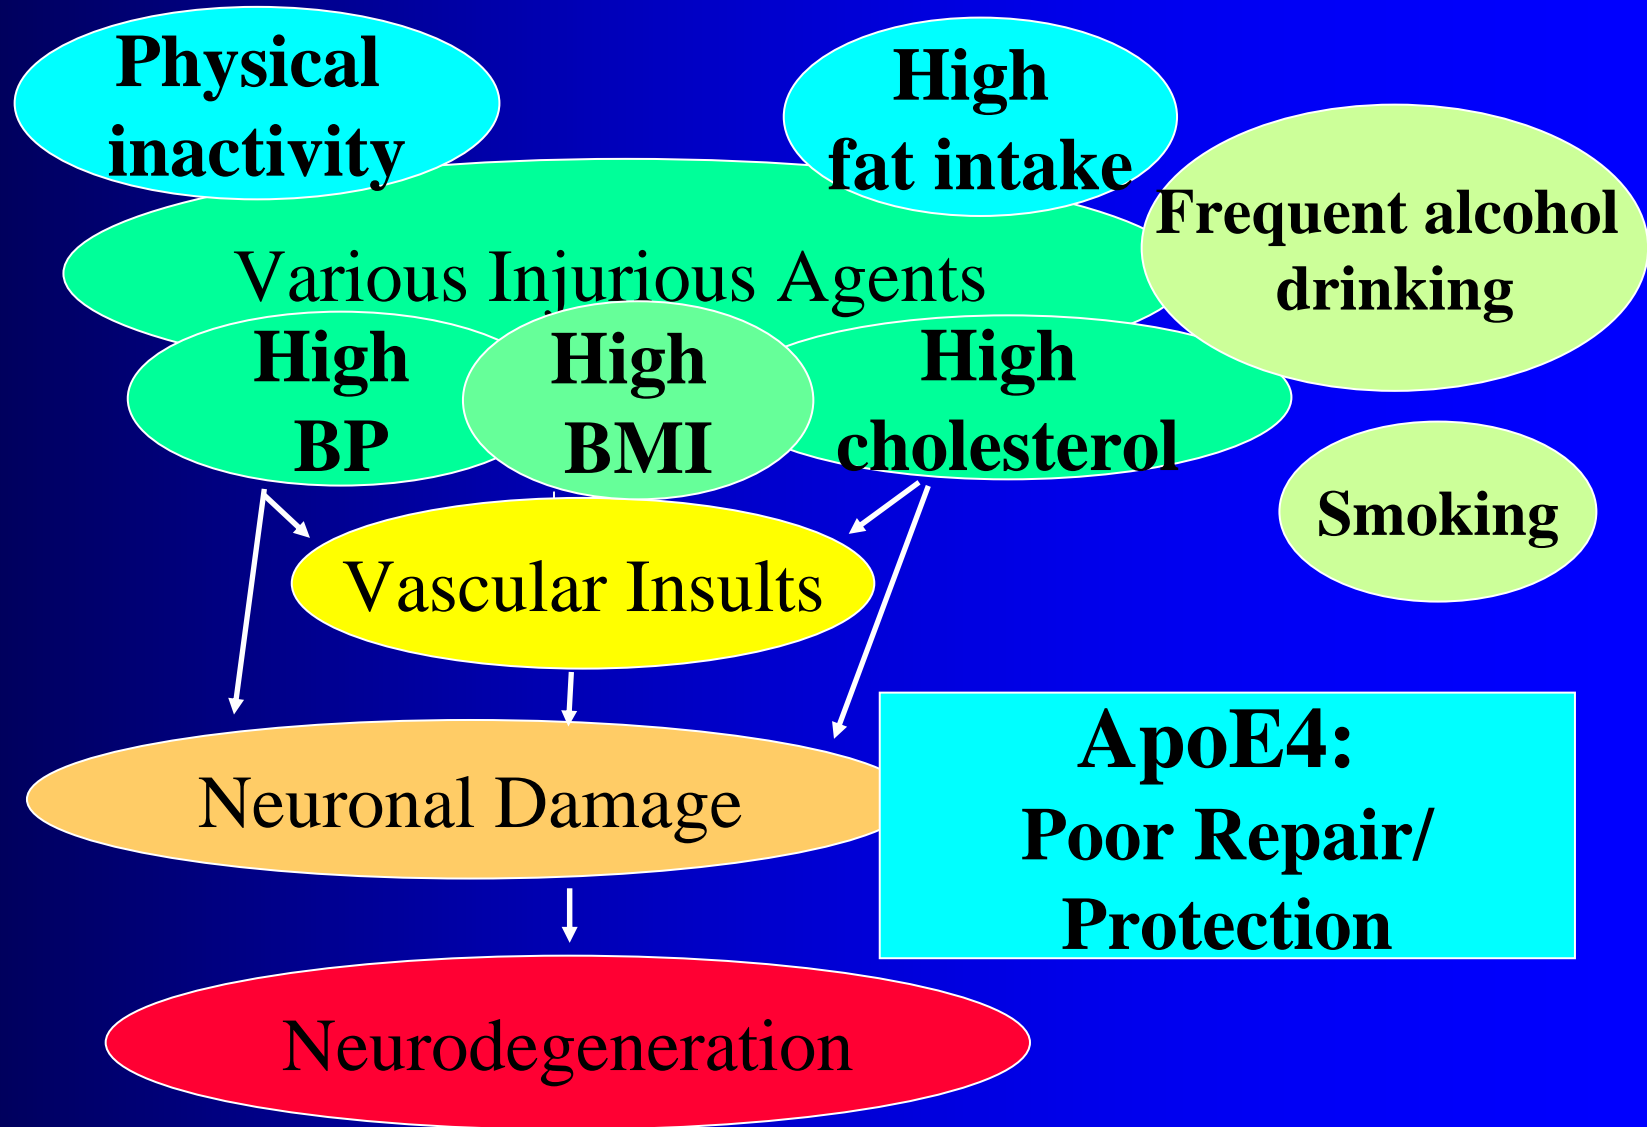 Physical
inactivity
High
fat intake
Frequent alcohol
drinking
Various Injurious Agents
High
BP
High
BMI
High
cholesterol
Smoking
Vascular Insults
ApoE4:
Poor Repair/
Protection
Neuronal Damage
Neurodegeneration